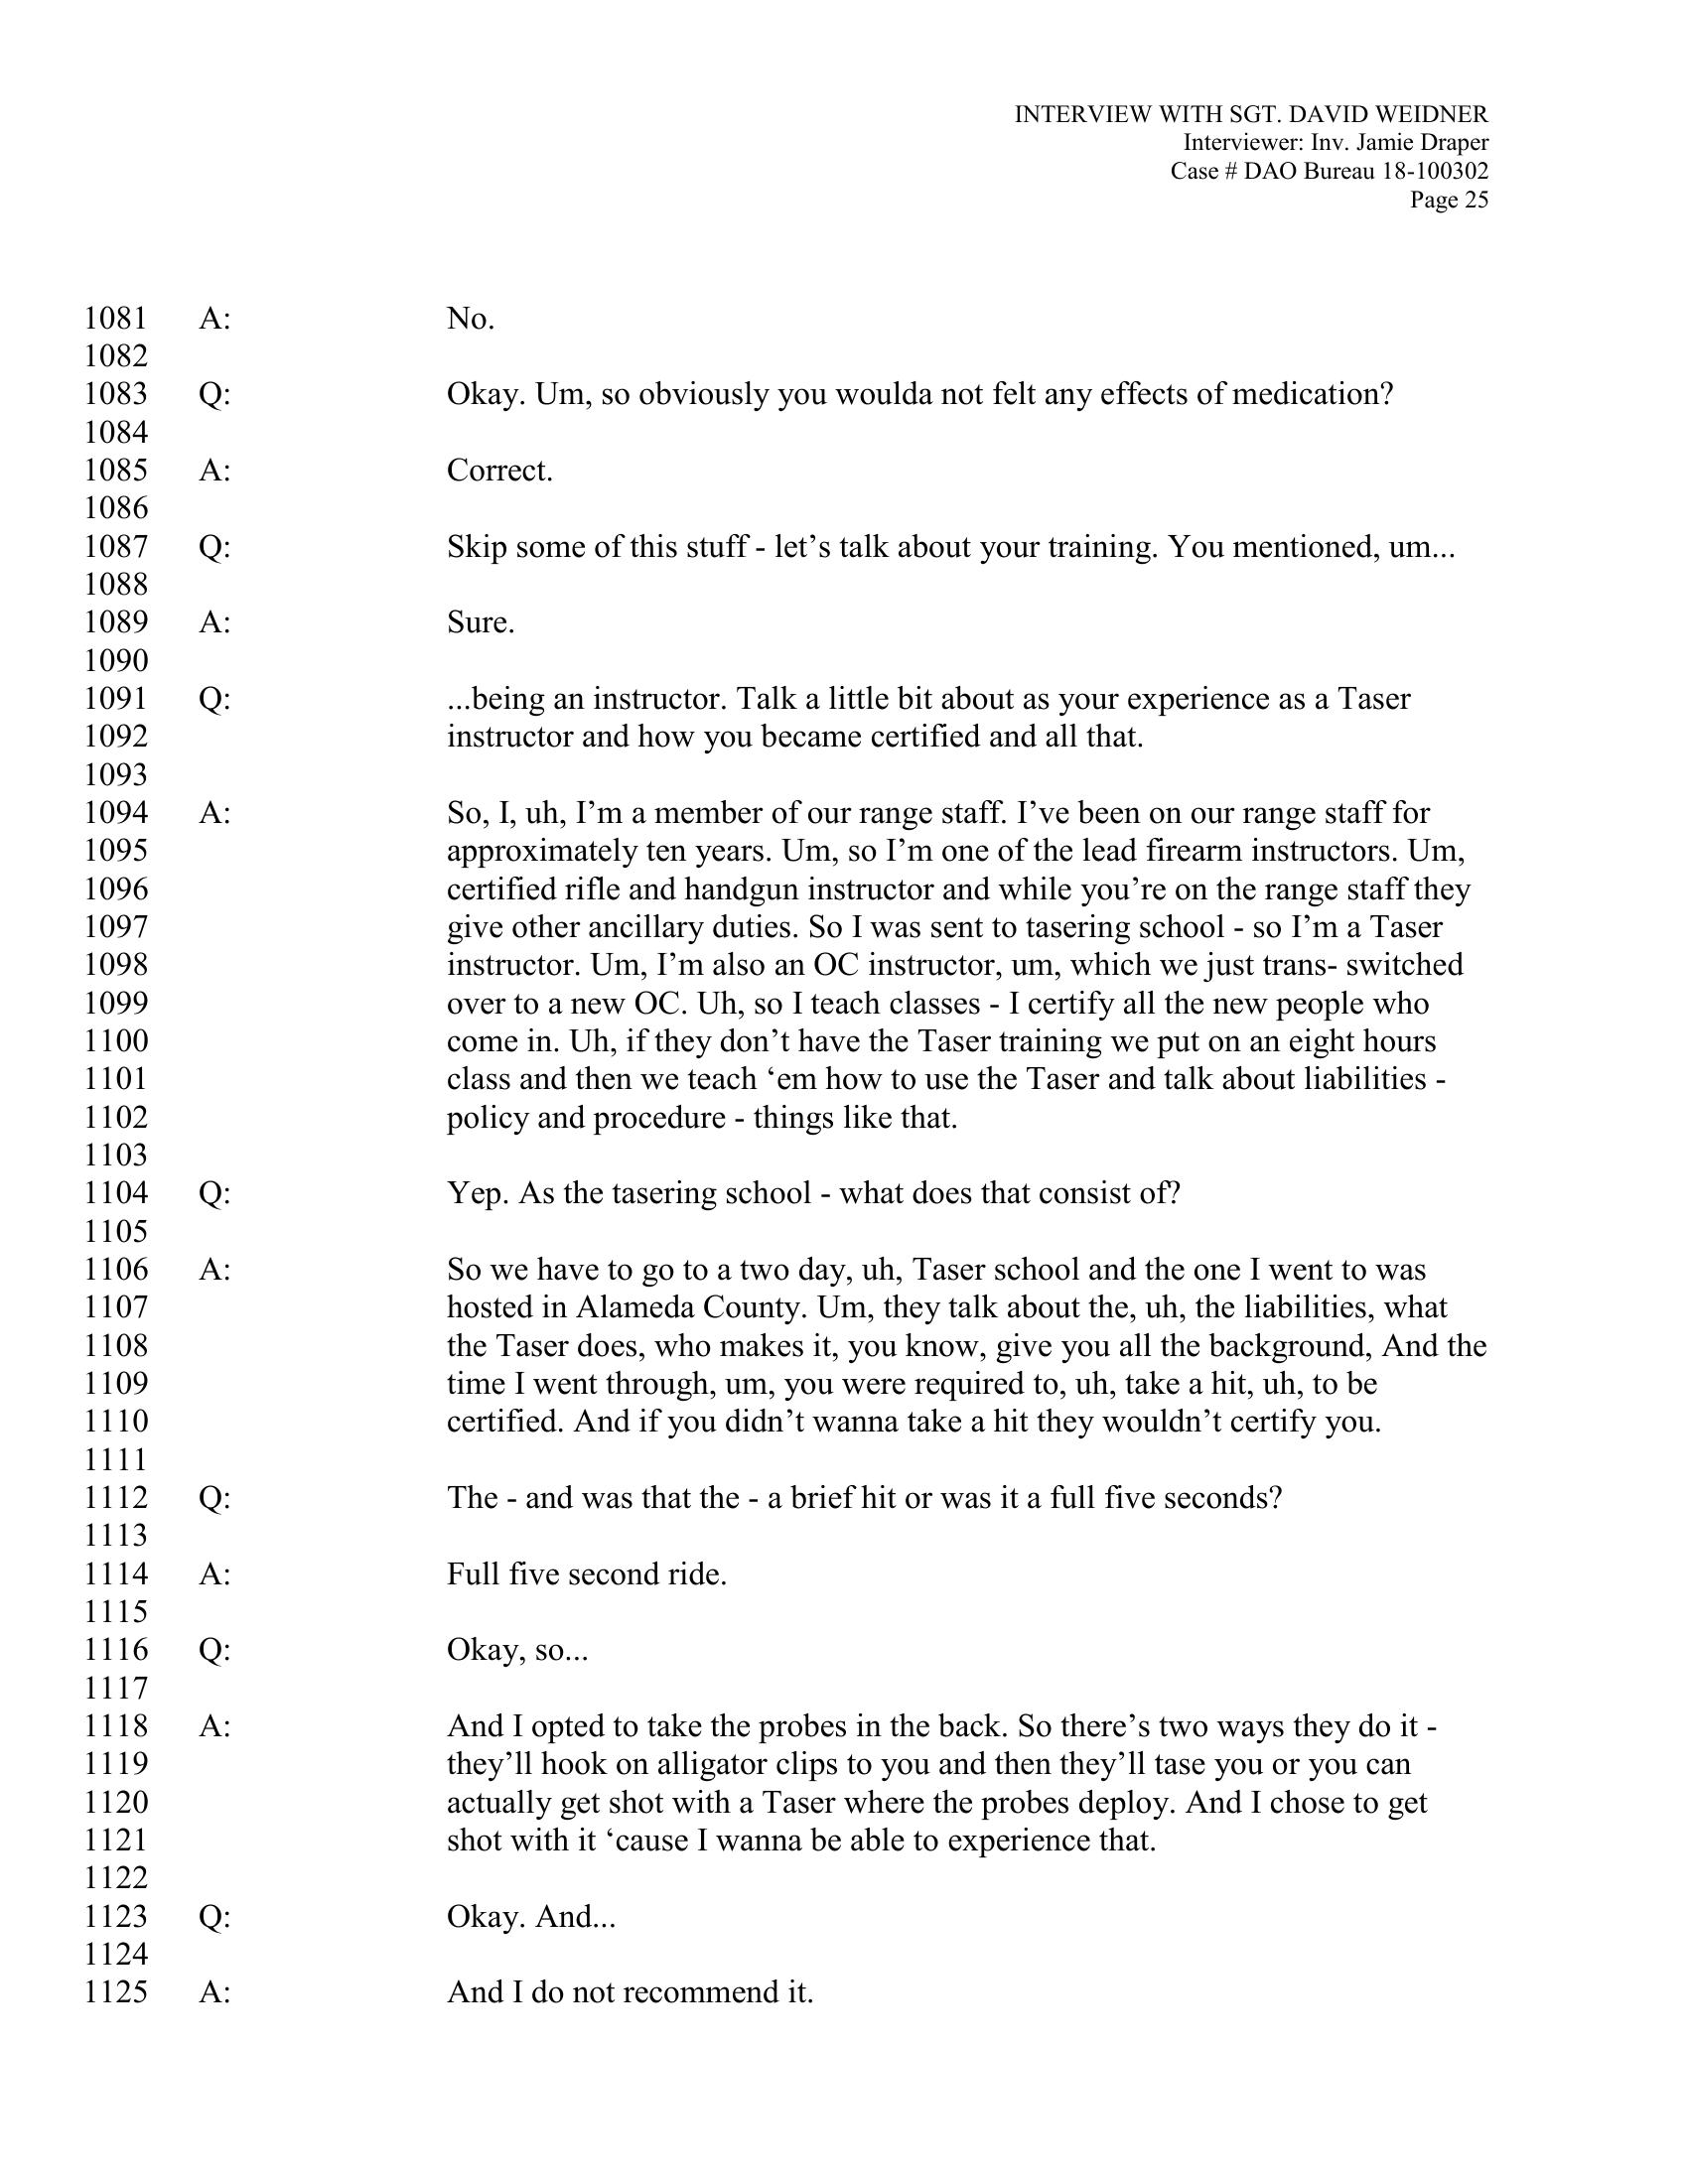 INTERVIEW WITH SGT. DAVID WEIDNER
Interviewer: Inv. Jamie Draper
Case # DAO Bureau 18-100302
Page 25
1081 A: No.
1082
1083 Q: Okay. Um, so obviously you woulda not felt any effects of medication?
1084
1085 A: Correct.
1086
1087 Q: Skip some of this stuff - let’s talk about your training. You mentioned, um...
1088
1089 A: Sure.
1090
1091 Q: ...being an instructor. Talk a little bit about as your experience as a Taser
1092 instructor and how you became certified and all that.
1093
1094 A: So, I, uh, I’m a member of our range staff. I’ve been on our range staff for
1095 approximately ten years. Um, so I’m one of the lead firearm instructors. Um,
1096 certified rifle and handgun instructor and while you’re on the range staff they
1097 give other ancillary duties. So I was sent to tasering school - so I’m a Taser
1098 instructor. Um, I’m also an OC instructor, um, which we just trans- switched
1099 over to a new OC. Uh, so I teach classes - I certify all the new people who
1100 come in. Uh, if they don’t have the Taser training we put on an eight hours
1101 class and then we teach ‘em how to use the Taser and talk about liabilities -
1102 policy and procedure - things like that.
1103
1104 Q: Yep. As the tasering school - what does that consist of?
1105
1106 A: So we have to go to a two day, uh, Taser school and the one I went to was
1107 hosted in Alameda County. Um, they talk about the, uh, the liabilities, what
1108 the Taser does, who makes it, you know, give you all the background, And the
1109 time I went through, um, you were required to, uh, take a hit, uh, to be
1110 certified. And if you didn’t wanna take a hit they wouldn’t certify you.
1111
1112 Q: The - and was that the - a brief hit or was it a full five seconds?
1113
1114 A: Full five second ride.
1115
1116 Q: Okay, so...
1117
1118 A: And I opted to take the probes in the back. So there’s two ways they do it -
1119 they’ll hook on alligator clips to you and then they’ll tase you or you can
1120 actually get shot with a Taser where the probes deploy. And I chose to get
1121 shot with it ‘cause I wanna be able to experience that.
1122
1123 Q: Okay. And...
1124
1125 A: And I do not recommend it.